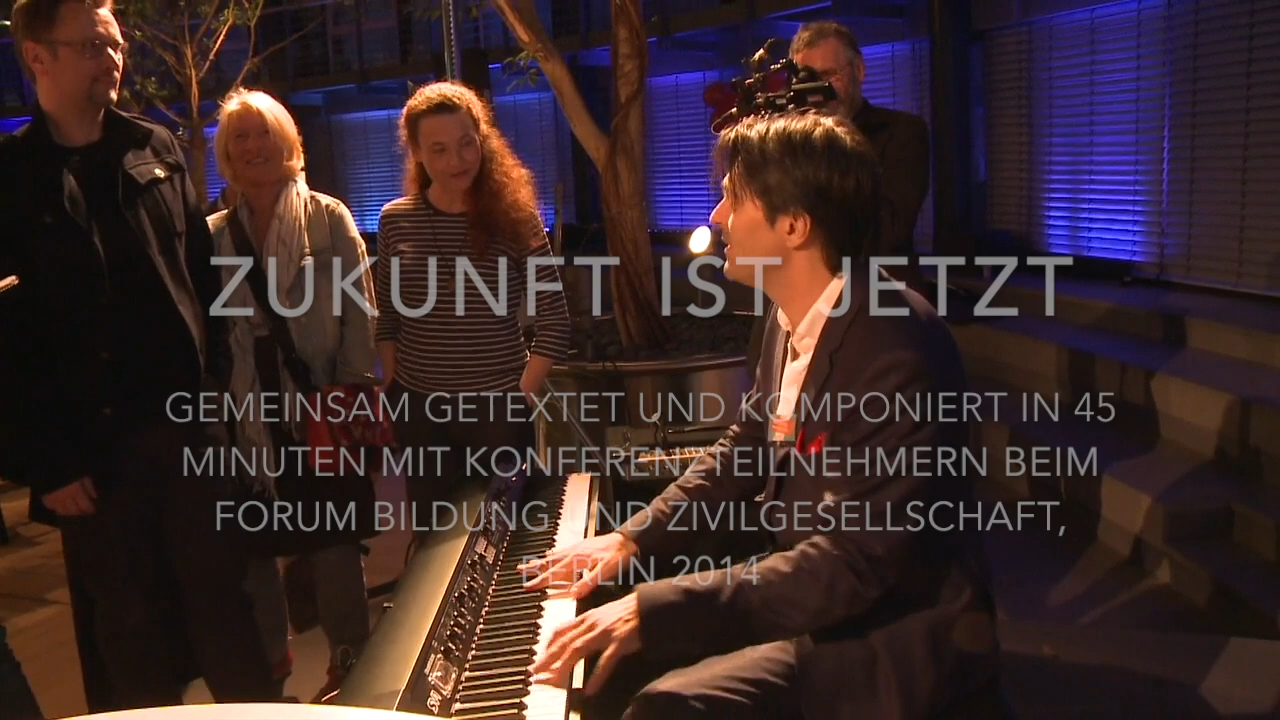 ZUKUNFT IST JETZT
GEMEINSAM GETEXTET UND KOMPONIERT IN 45
MINUTEN MIT KONFERENZTEILNEHMERN BEIM
FORUM BILDUNG UND ZIVILGESELLSCHAFT,
BERLIN 2014